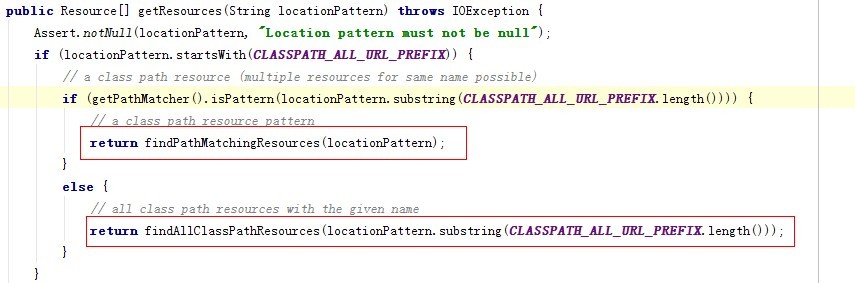 public Resource[] getResources(String locationPattern) throws IOException {
Assert.notNull(locationPattern, "Location pattern must not be null");
if (locationPattern.startsWith(CLASSPATH_ALL_URL_PREFIX)) {
// a class path resource (multiple resources for same name possible)
if (getPathMatcher().isPattern(locationPattern.substring(CLASSPATH_ALL_URL_PREFIX.length()))) {
// a class path resource pattern
return findPathMatchingResources(locationPattern);
}
else {
// all class path resources with the given name
return findAllClassPathResources(locationPattern.substring(CLASSPATH_ALL_URL_PREFIX.length()));
}
}